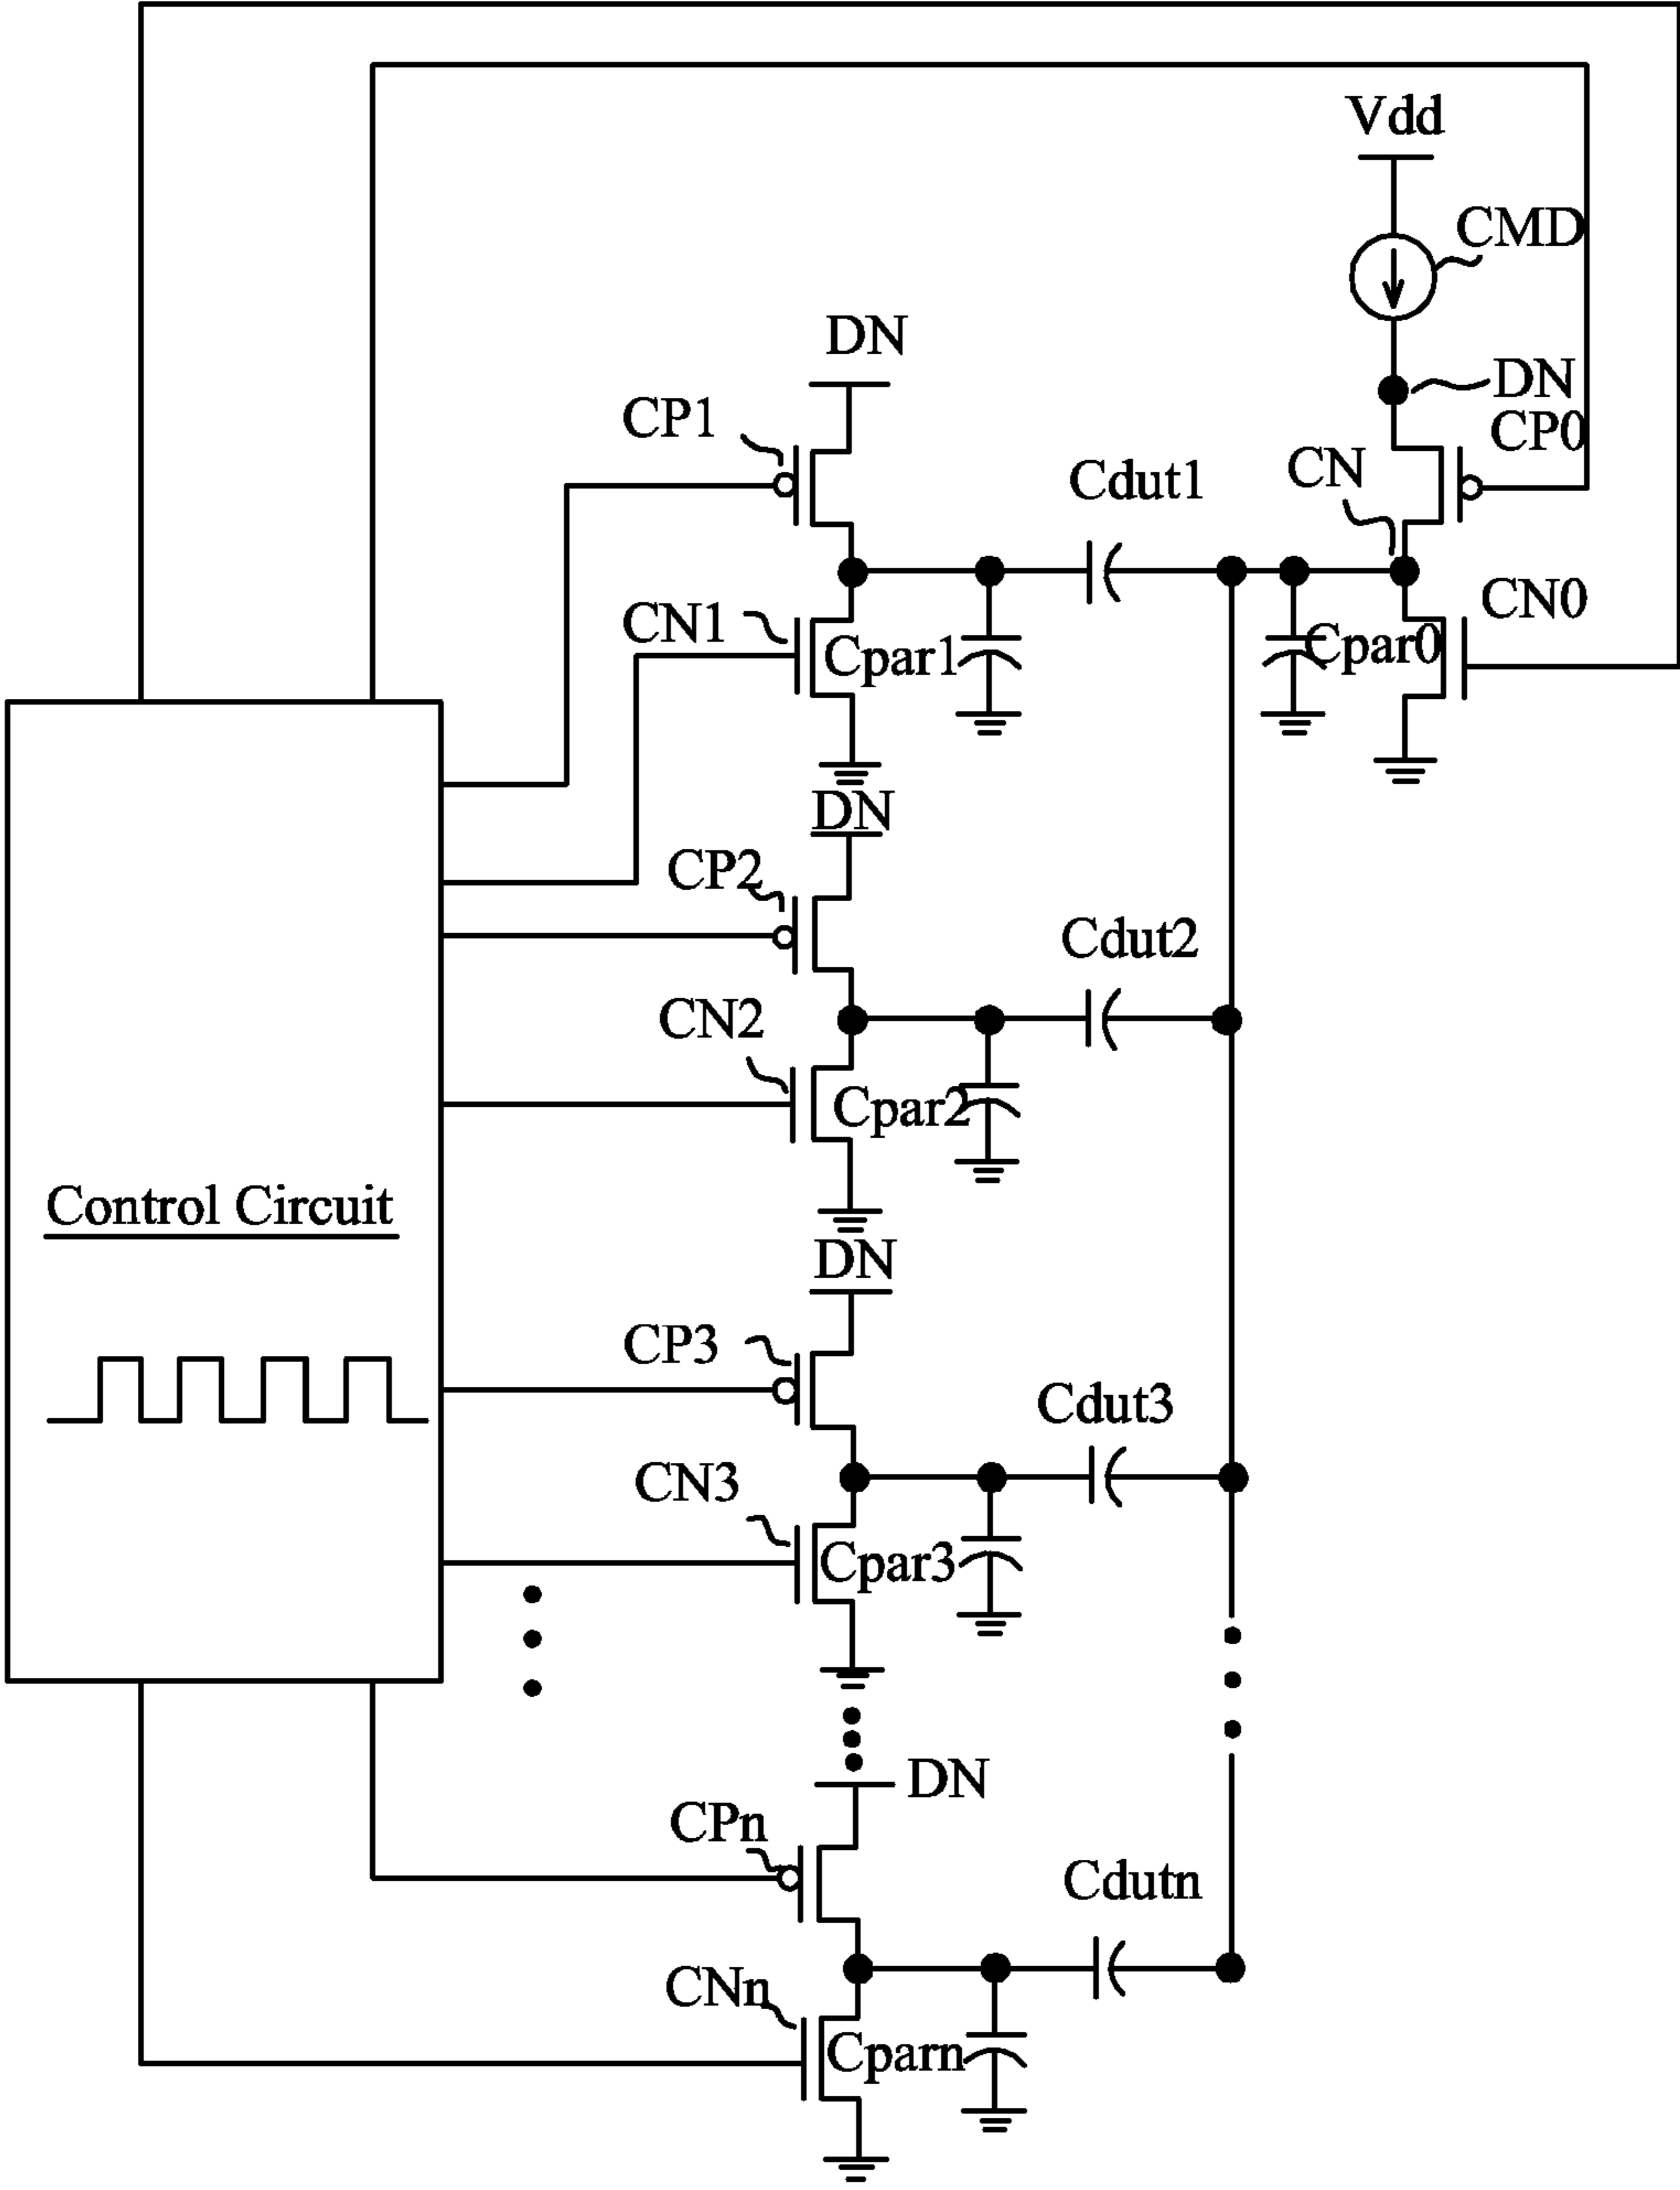 Vdd
CMD
DN
DN
CP0
CP1
CN
Cdut1
CN1
CN0
Cpar1
Cpar0
DN
CP2
Cdut2
CN2
Cpar2
Control Circuit
DN
CP3
Cdut3
CN3
Cpar3
DN
CPn
Cdutn
CNn
Cparn